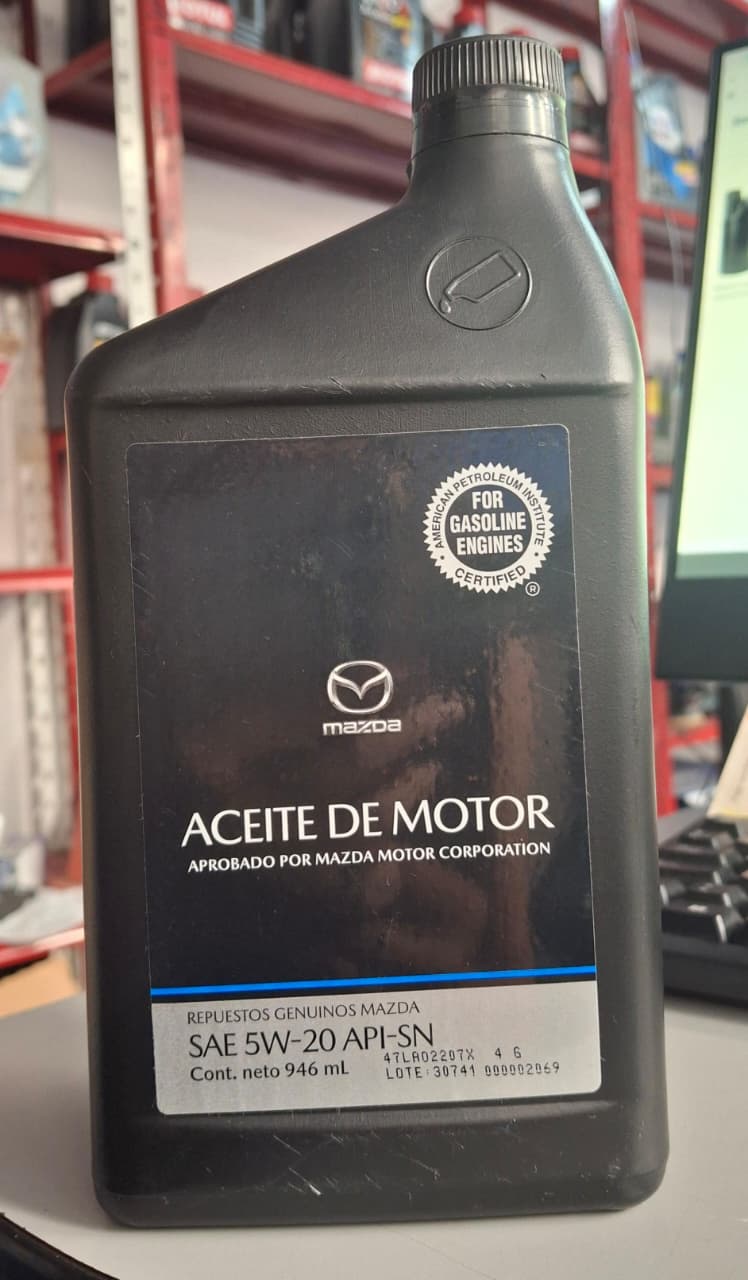 AMERICAN PETROLEUM INSTITUTE
FOR
GASOLINE
ENGINES
CERTIFIED
®
mazda
ACEITE DE MOTOR
APROBADO POR MAZDA MOTOR CORPORATION
REPUESTOS GENUINOS MAZDA
SAE 5W-20 API-SN
47LA02207X 4 G
Cont. neto 946 mL
LOTE:30741 000002069